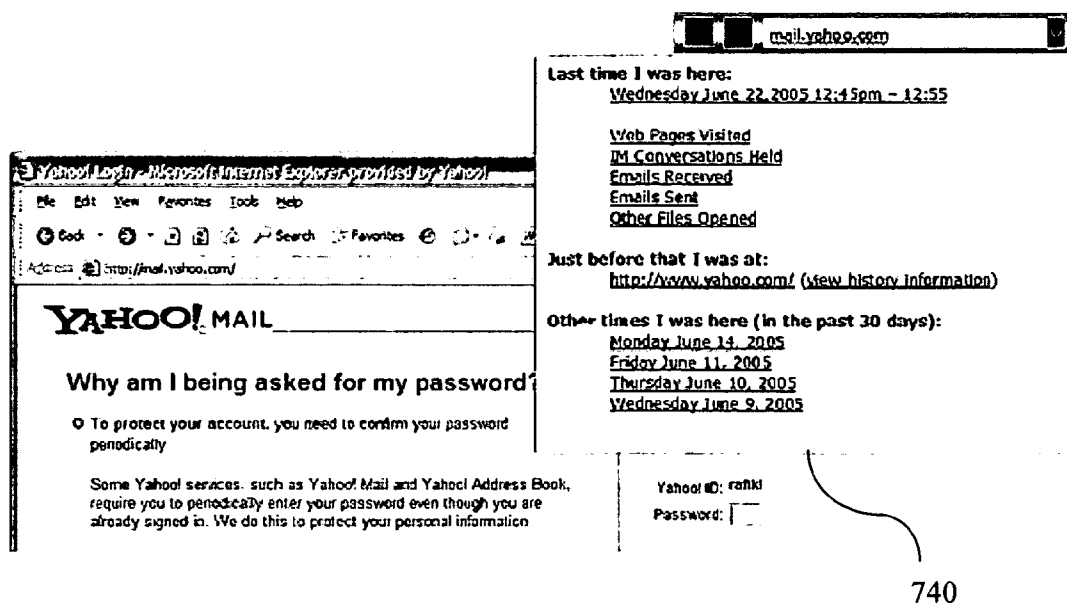 mail.yahoo.com
Last time I was here:
Wednesday June 22, 2005 12:45pm – 12:55
Web Pages Visited
IM Conversations Held
Emails Received
Emails Sent
Other Files Opened
Just before that I was at:
http://www.yahoo.com/ (view history information)
Other times I was here (in the past 30 days):
Monday June 14, 2005
Friday June 11, 2005
Thursday June 10, 2005
Wednesday June 9, 2005
Yahoo! Login - Microsoft Internet Explorer provided by Yahoo!
File Edit View Favorites Tools Help
Back Search Favorites
Address http://mail.yahoo.com/
YAHOO! MAIL
Why am I being asked for my password?
To protect your account, you need to confirm your password
periodically
Some Yahoo! services, such as Yahoo! Mail and Yahoo! Address Book,
require you to periodically enter your password even though you are
already signed in. We do this to protect your personal information
Yahoo! ID: rafiki
Password:
740